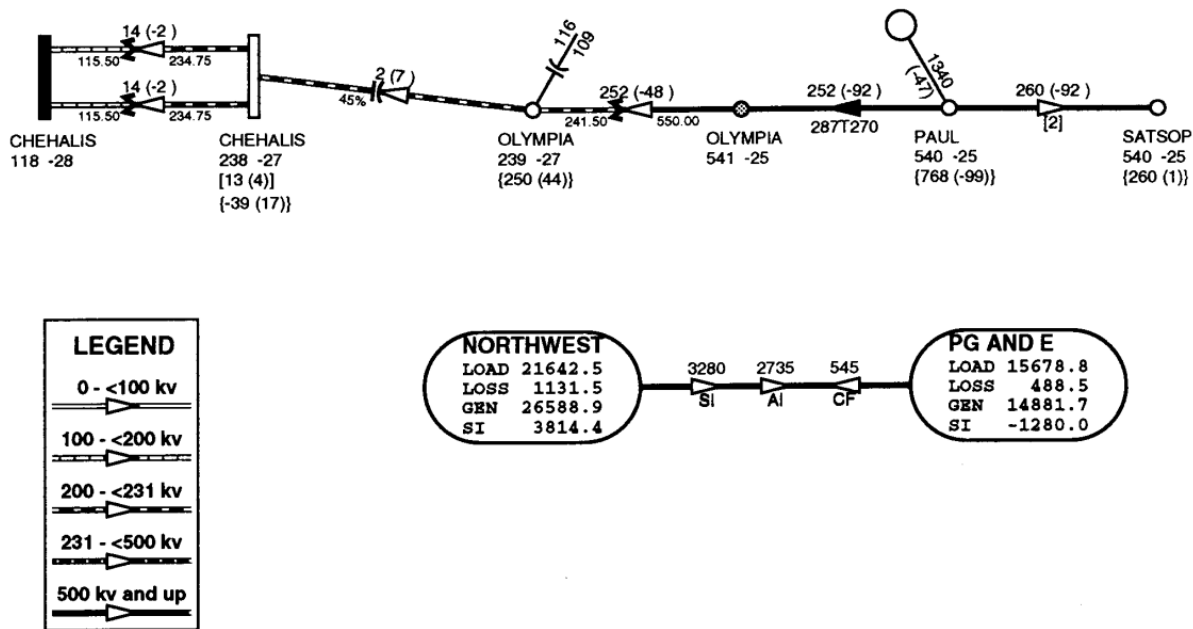 14 (-2 )
115.50
234.75
14 (-2 )
115.50
234.75
CHEHALIS
118 -28
CHEHALIS
238 -27
[13 (4)]
{-39 (17)}
2 (7)
45%
116
109
OLYMPIA
239 -27
{250 (44)}
252 (-48 )
241.50
550.00
OLYMPIA
541 -25
252 (-92 )
287T270
1340
(-47)
PAUL
540 -25
{768 (-99)}
260 (-92 )
[2]
SATSOP
540 -25
{260 (1)}
LEGEND
0 - <100 kv
100 - <200 kv
200 - <231 kv
231 - <500 kv
500 kv and up
NORTHWEST
LOAD 21642.5
LOSS 1131.5
GEN 26588.9
SI 3814.4
3280
SI
2735
AI
545
CF
PG AND E
LOAD 15678.8
LOSS 488.5
GEN 14881.7
SI -1280.0